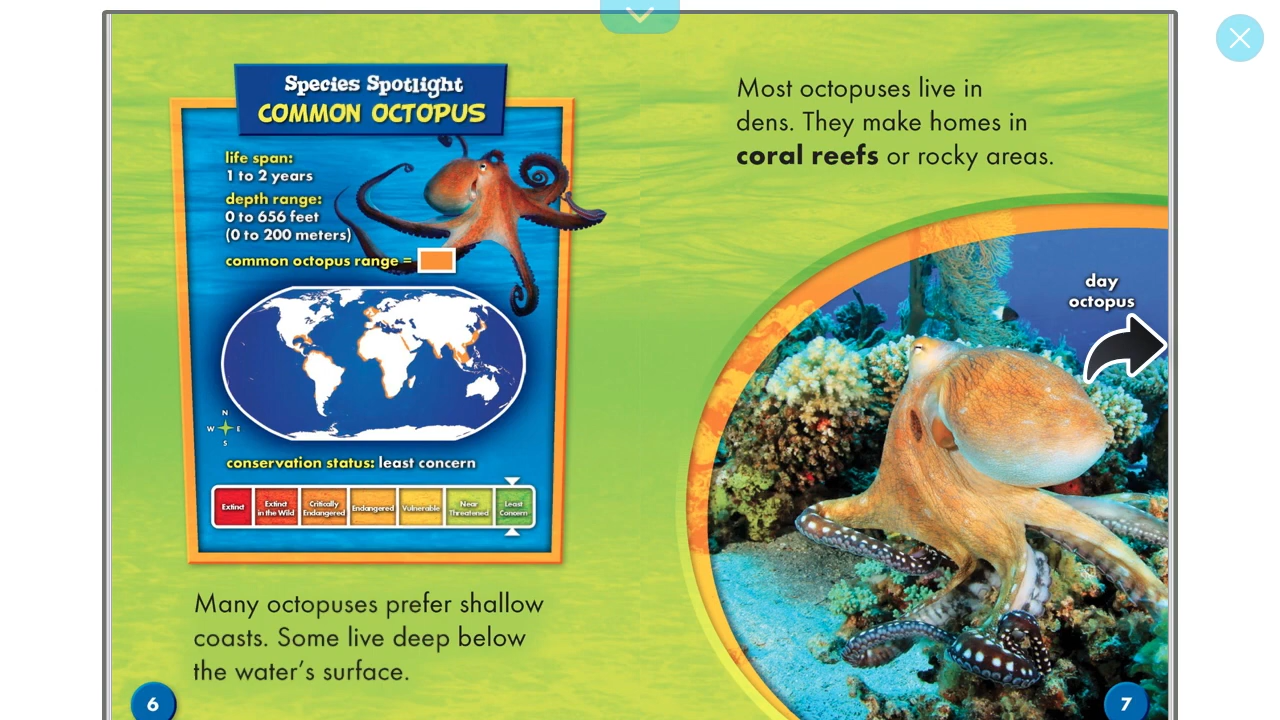 Species Spotlight
COMMON OCTOPUS
life span:
1 to 2 years
depth range:
0 to 656 feet
(0 to 200 meters)
common octopus range =
N
W E
S
conservation status: least concern
Extinct
Extinct
in the Wild
Critically
Endangered
Endangered
Vulnerable
Near
Threatened
Least
Concern
Many octopuses prefer shallow
coasts. Some live deep below
the water's surface.
6
Most octopuses live in
dens. They make homes in
coral reefs or rocky areas.
day
octopus
7